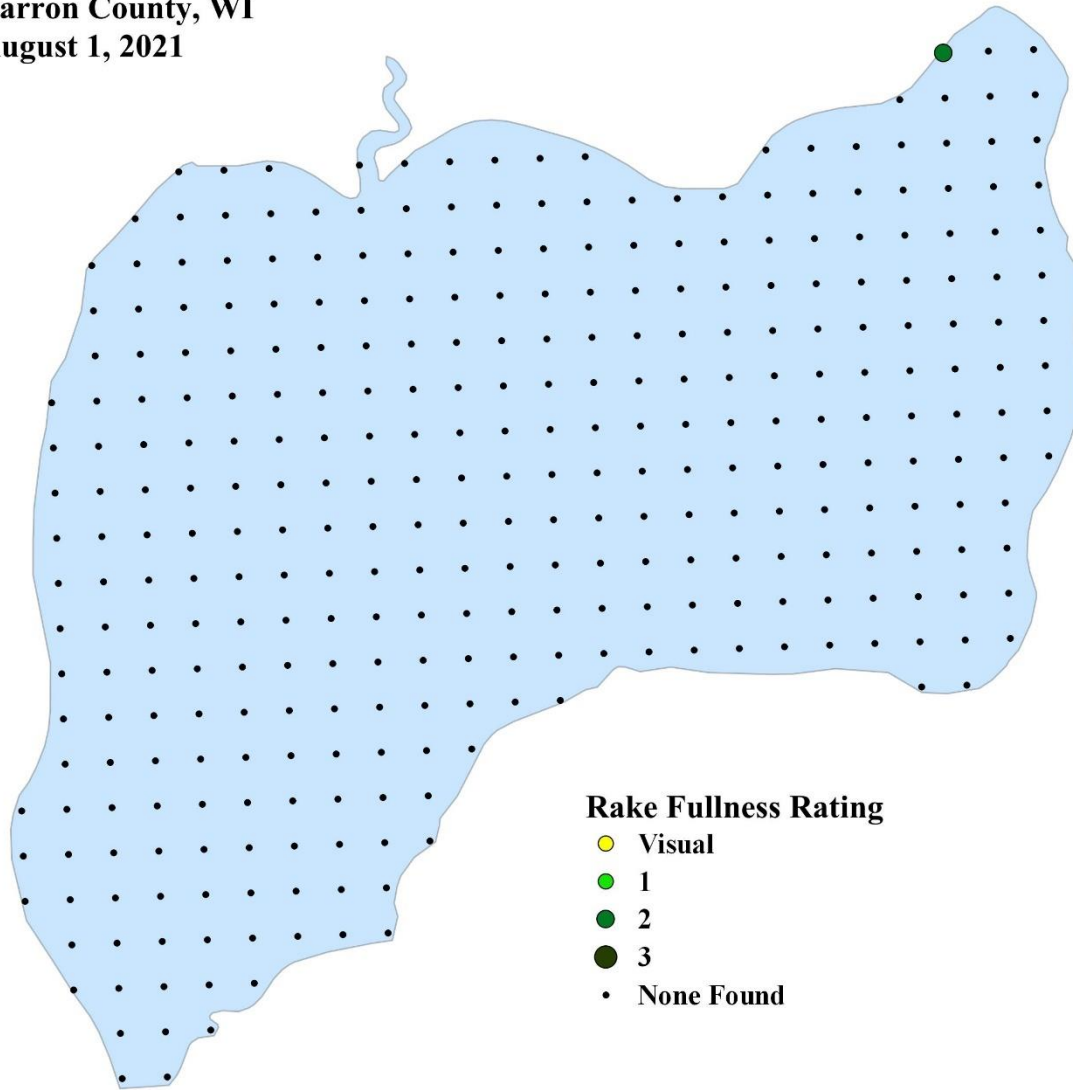 arron County, WI
ugust 1, 2021
Rake Fullness Rating
Visual
1
2
3
None Found